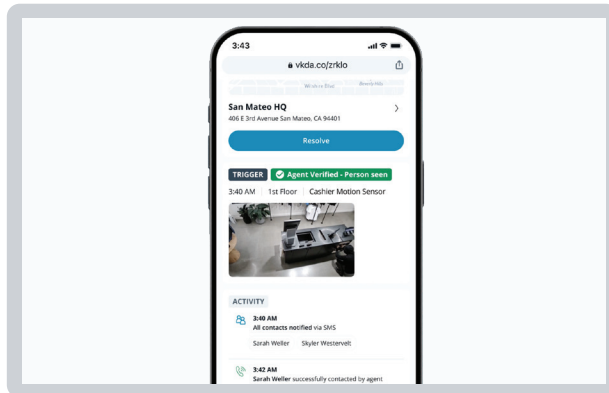 3:43
vkda.co/zrklo
San Mateo HQ
406 E 3rd Avenue San Mateo, CA 94401
Resolve
TRIGGER Agent Verified - Person seen
3:40 AM 1st Floor Cashier Motion Sensor
ACTIVITY
3:40 AM
All contacts notified via SMS
Sarah Weller Skyler Westervelt
3:42 AM
Sarah Weller successfully contacted by agent